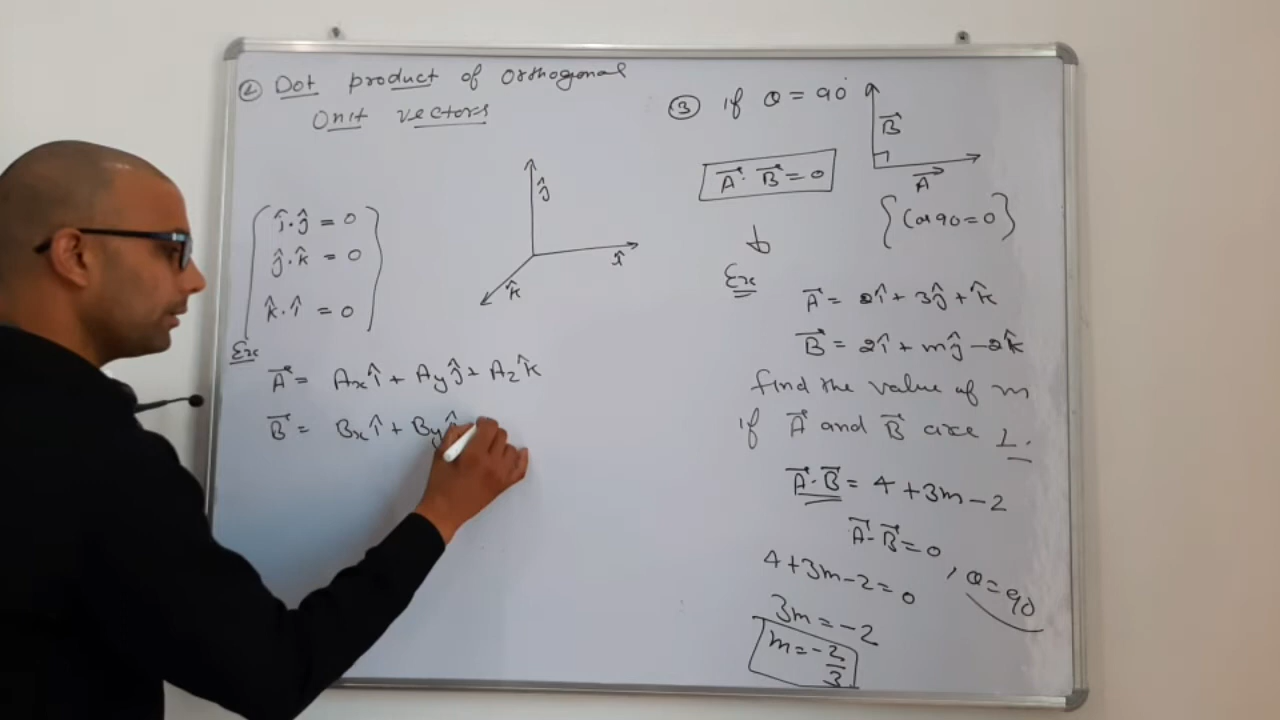 ② Dot product of orthogonal
Unit vectors
î·ĵ = 0
ĵ·k̂ = 0
k̂·î = 0
ĵ
î
k̂
Ex
A⃗ = Axî + Ayĵ + Azk̂
B⃗ = Bxî + Byĵ
③ if θ = 90°
B⃗
A⃗
A⃗·B⃗ = 0
{Cos90=0}
Ex
A⃗ = 2î + 3ĵ + k̂
B⃗ = 2î + mĵ - 2k̂
find the value of m
if A⃗ and B⃗ are ⊥.
A⃗·B⃗ = 4 + 3m - 2
A⃗·B⃗ = 0, θ = 90
4 + 3m - 2 = 0
3m = -2
m = -2/3